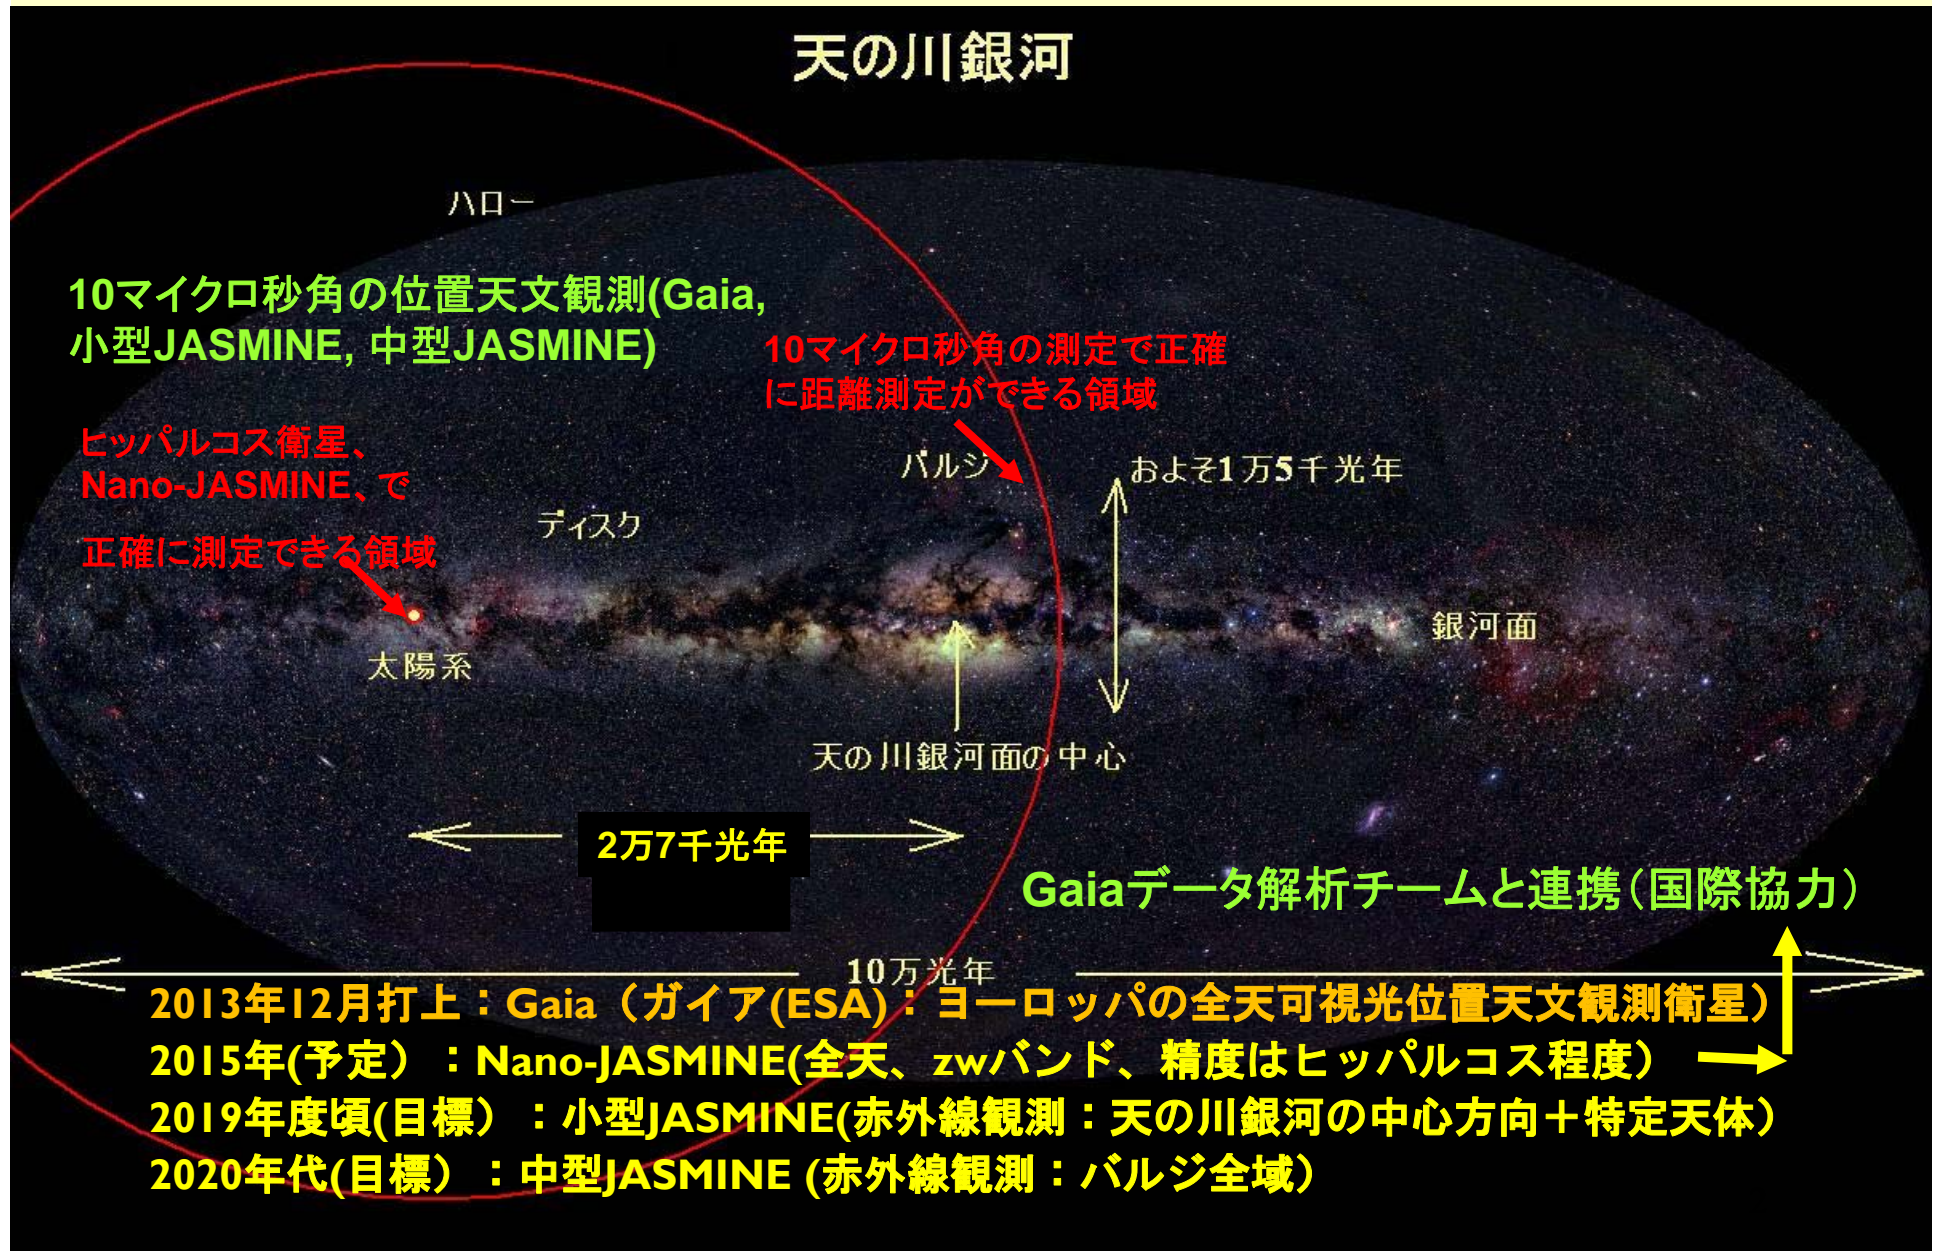 天の川銀河
ハロー
10マイクロ秒角の位置天文観測(Gaia,
小型JASMINE, 中型JASMINE)
10マイクロ秒角の測定で正確
に距離測定ができる領域
ヒッパルコス衛星、
Nano-JASMINE、で
正確に測定できる領域
バルジ
およそ1万5千光年
ディスク
銀河面
太陽系
天の川銀河面の中心
2万7千光年
Gaiaデータ解析チームと連携（国際協力）
10万光年
2013年12月打上：Gaia（ガイア(ESA)：ヨーロッパの全天可視光位置天文観測衛星）
2015年(予定）：Nano-JASMINE(全天、zwバンド、精度はヒッパルコス程度）
2019年度頃(目標）：小型JASMINE(赤外線観測：天の川銀河の中心方向＋特定天体）
2020年代(目標）：中型JASMINE (赤外線観測：バルジ全域）